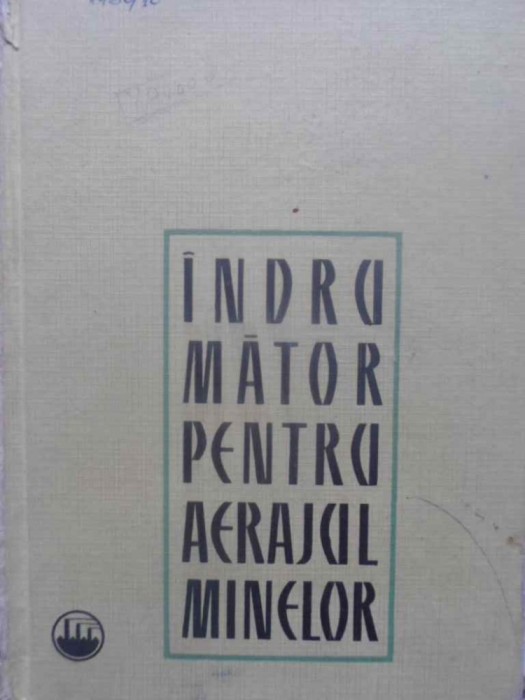 ÎNDRU
MĂTOR
PENTRU
AERAJUL
MINELOR